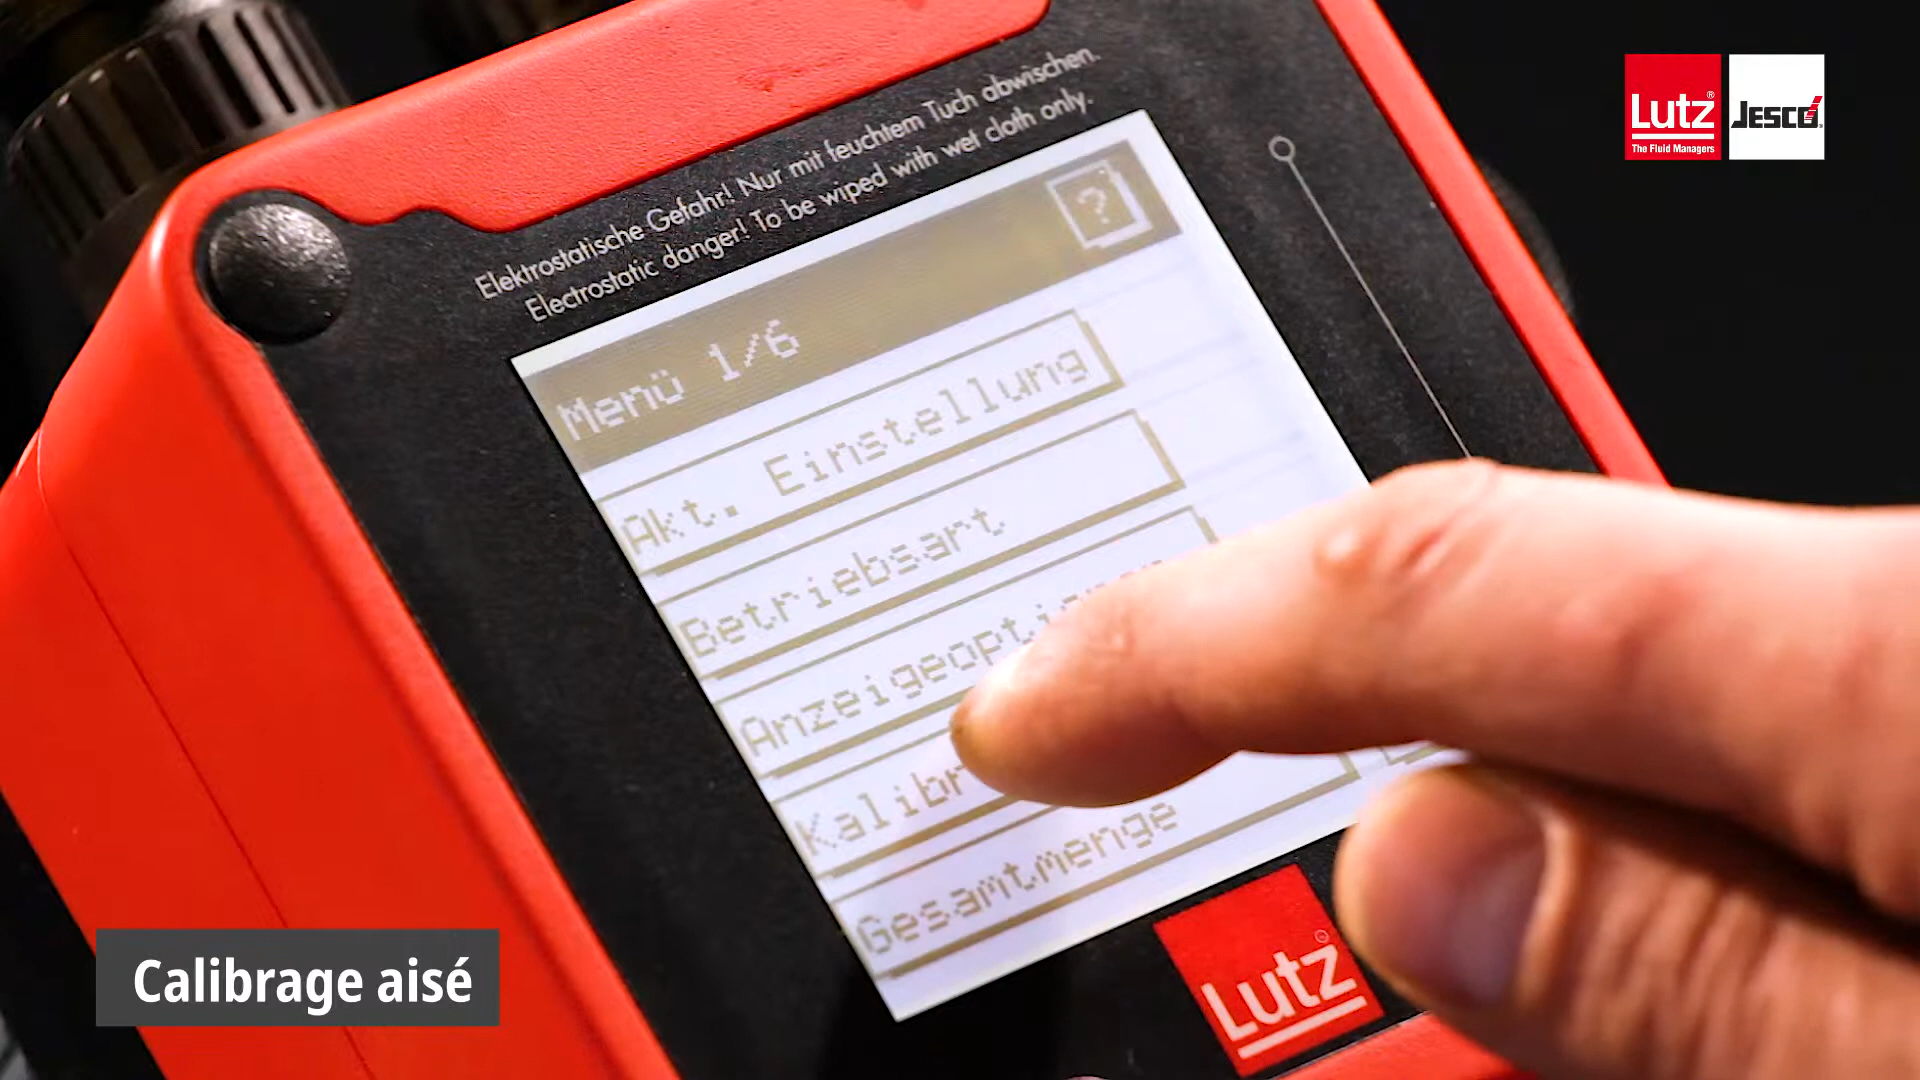 Elektrostatische Gefahr! Nur mit feuchtem Tuch abwischen.
Electrostatic danger! To be wiped with wet cloth only.
Menü 1/6
?
Akt. Einstellung
Betriebsart
Gesamtmenge
Lutz
Calibrage aisé
Lutz®
The Fluid Managers
JESCO®